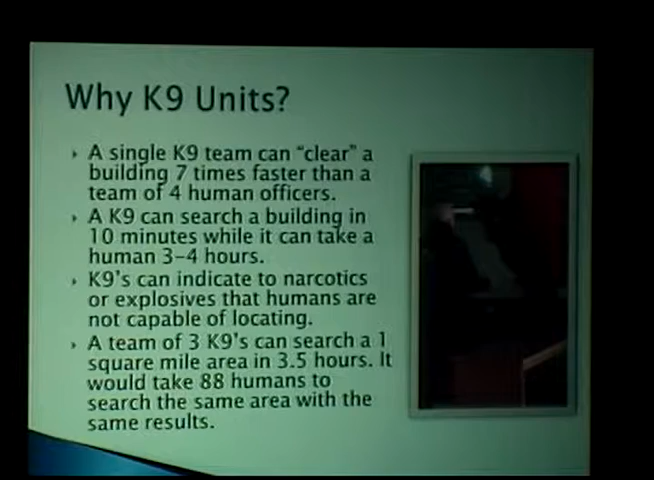 Why K9 Units?
A single K9 team can “clear” a
building 7 times faster than a
team of 4 human officers.
A K9 can search a building in
10 minutes while it can take a
human 3-4 hours.
K9's can indicate to narcotics
or explosives that humans are
not capable of locating.
A team of 3 K9's can search a 1
square mile area in 3.5 hours. It
would take 88 humans to
search the same area with the
same results.